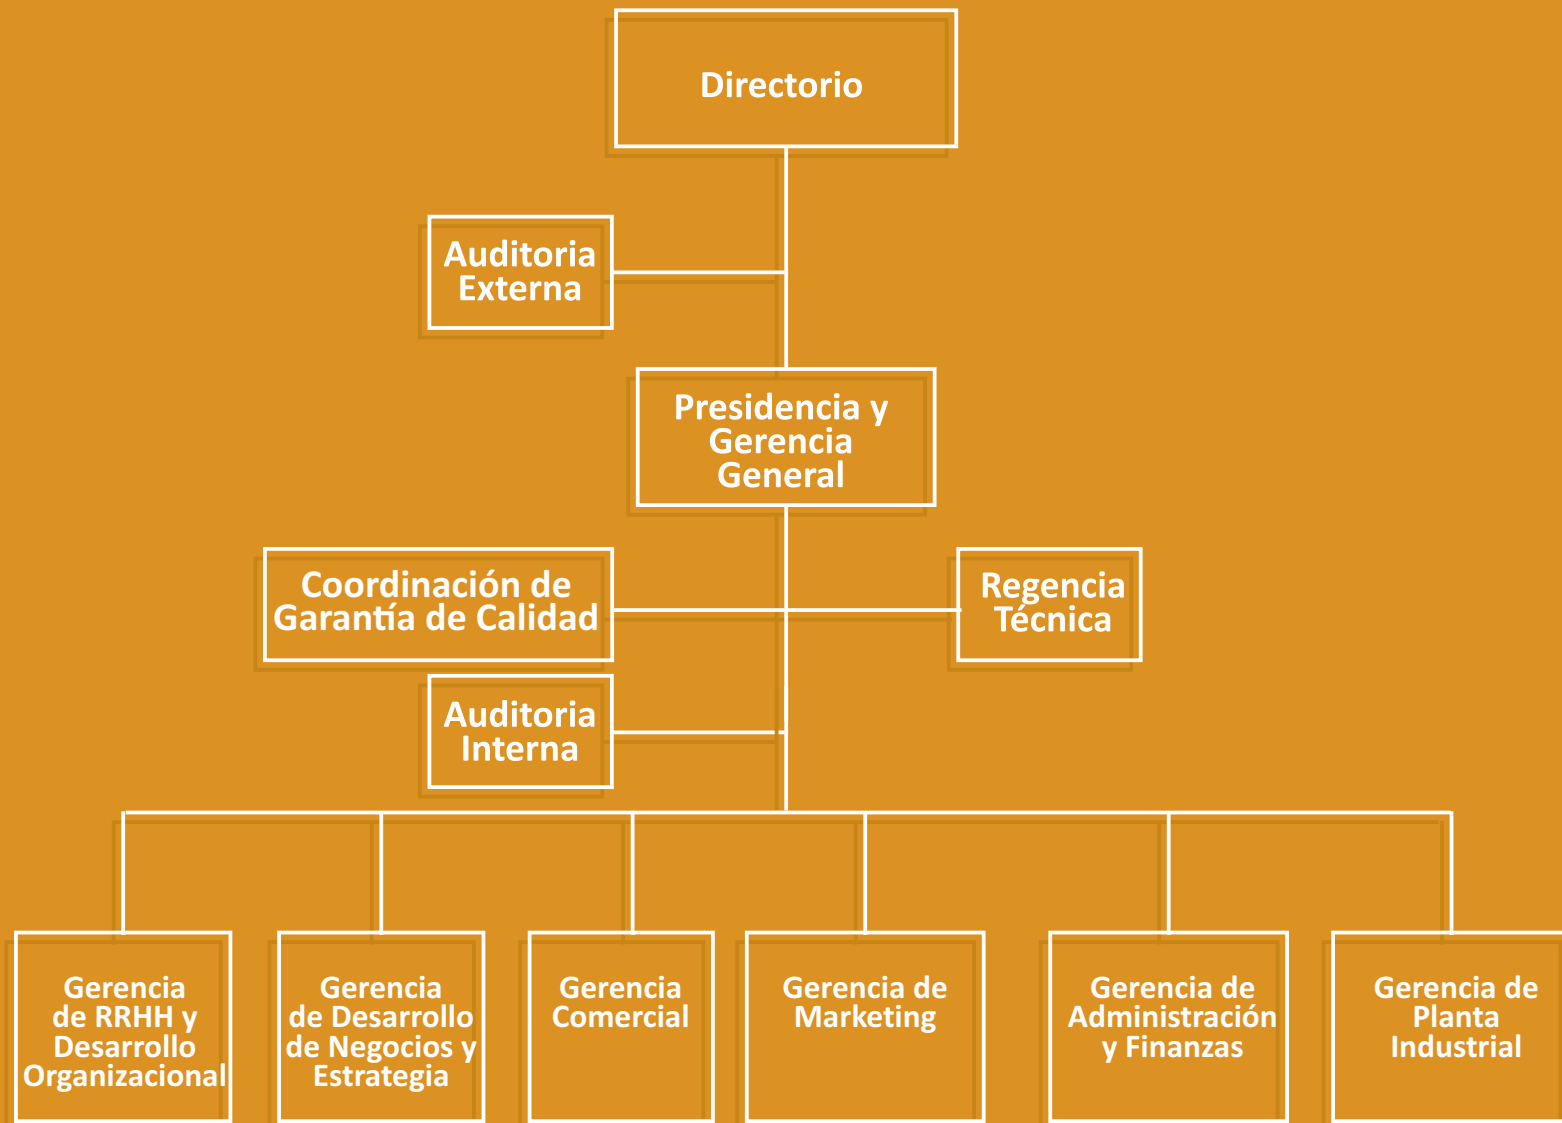 Directorio
Auditoria
Externa
Presidencia y
Gerencia
General
Coordinación de
Garantía de Calidad
Regencia
Técnica
Auditoria
Interna
Gerencia
de RRHH y
Desarrollo
Organizacional
Gerencia
de Desarrollo
de Negocios y
Estrategia
Gerencia
Comercial
Gerencia de
Marketing
Gerencia de
Administración
y Finanzas
Gerencia de
Planta
Industrial